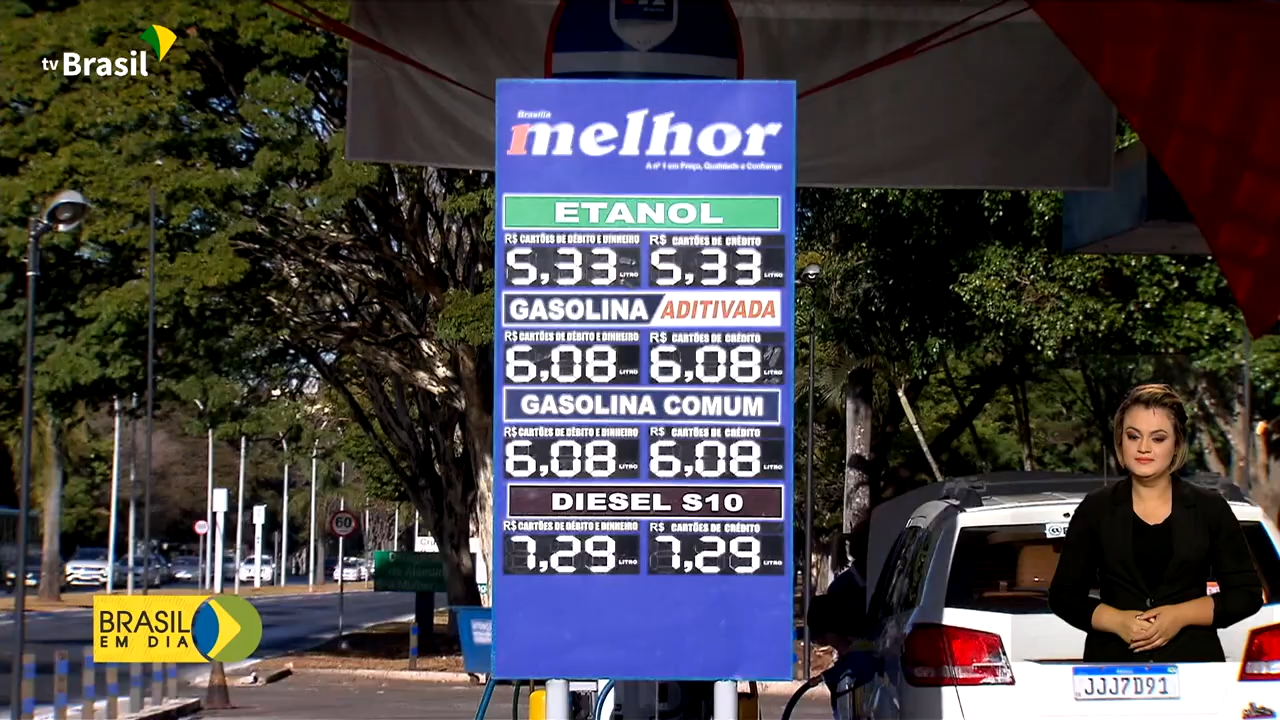 tv Brasil
Brasília
melhor
A nº 1 em Preço, Qualidade e Confiança
ETANOL
R$ CARTÕES DE DÉBITO E DINHEIRO R$ CARTÕES DE CRÉDITO
5,33 LITRO 5,33 LITRO
GASOLINA ADITIVADA
R$ CARTÕES DE DÉBITO E DINHEIRO R$ CARTÕES DE CRÉDITO
6,08 LITRO 6,08 LITRO
GASOLINA COMUM
R$ CARTÕES DE DÉBITO E DINHEIRO R$ CARTÕES DE CRÉDITO
6,08 LITRO 6,08 LITRO
DIESEL S10
R$ CARTÕES DE DÉBITO E DINHEIRO R$ CARTÕES DE CRÉDITO
7,29 LITRO 7,29 LITRO
60
BRASIL
EM DIA
JJJ7D91